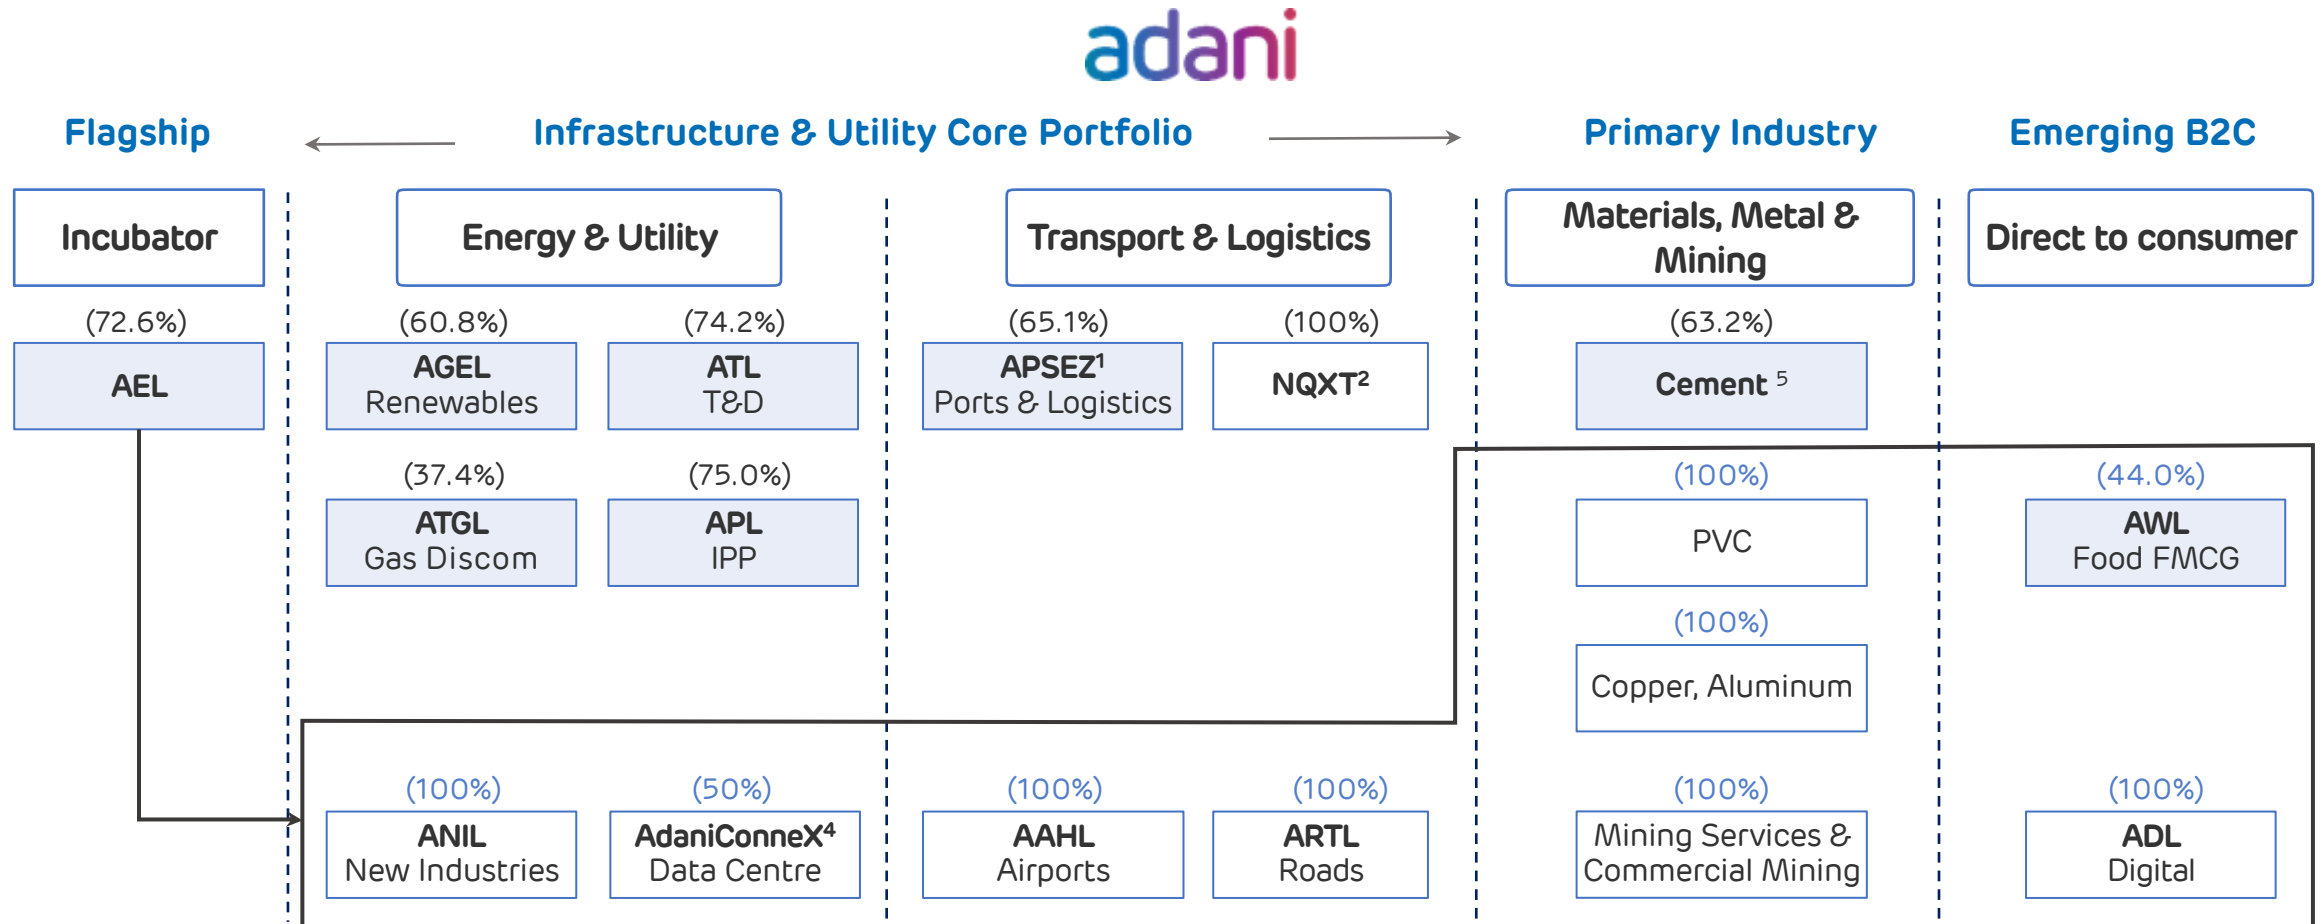 adani
Flagship
Infrastructure & Utility Core Portfolio
Primary Industry
Emerging B2C
Incubator
Energy & Utility
Transport & Logistics
Materials, Metal &
Mining
Direct to consumer
(72.6%)
(60.8%)
(74.2%)
(65.1%)
(100%)
(63.2%)
AEL
AGEL
Renewables
ATL
T&D
APSEZ¹
Ports & Logistics
NQXT²
Cement ⁵
(37.4%)
(75.0%)
(100%)
(44.0%)
ATGL
Gas Discom
APL
IPP
PVC
AWL
Food FMCG
(100%)
Copper, Aluminum
(100%)
(50%)
(100%)
(100%)
(100%)
(100%)
ANIL
New Industries
AdaniConneX⁴
Data Centre
AAHL
Airports
ARTL
Roads
Mining Services &
Commercial Mining
ADL
Digital